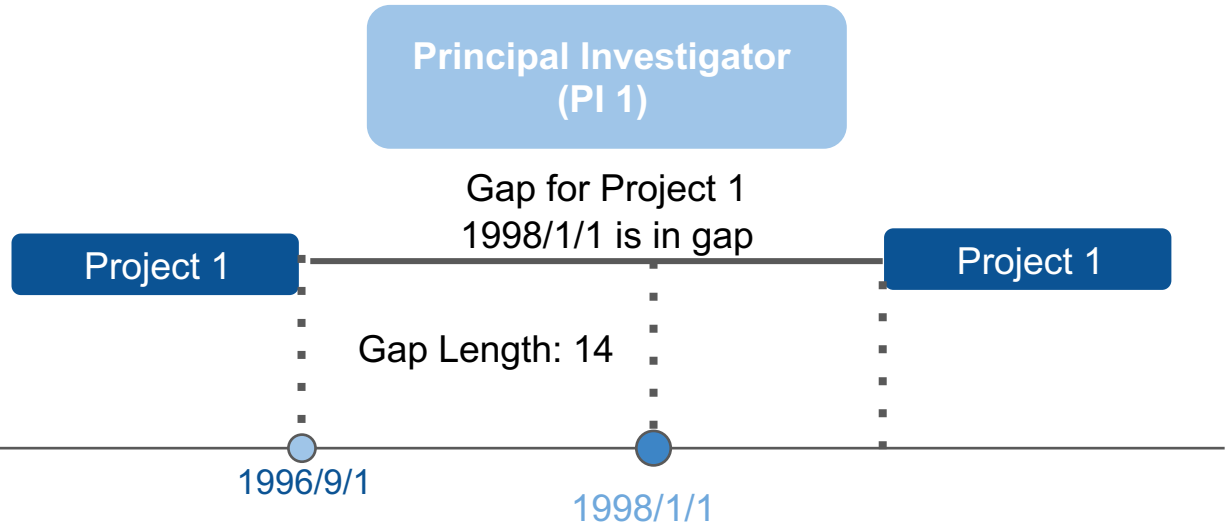 Principal Investigator
(PI 1)
Gap for Project 1
1998/1/1 is in gap
Project 1
Project 1
Gap Length: 14
1996/9/1
1998/1/1